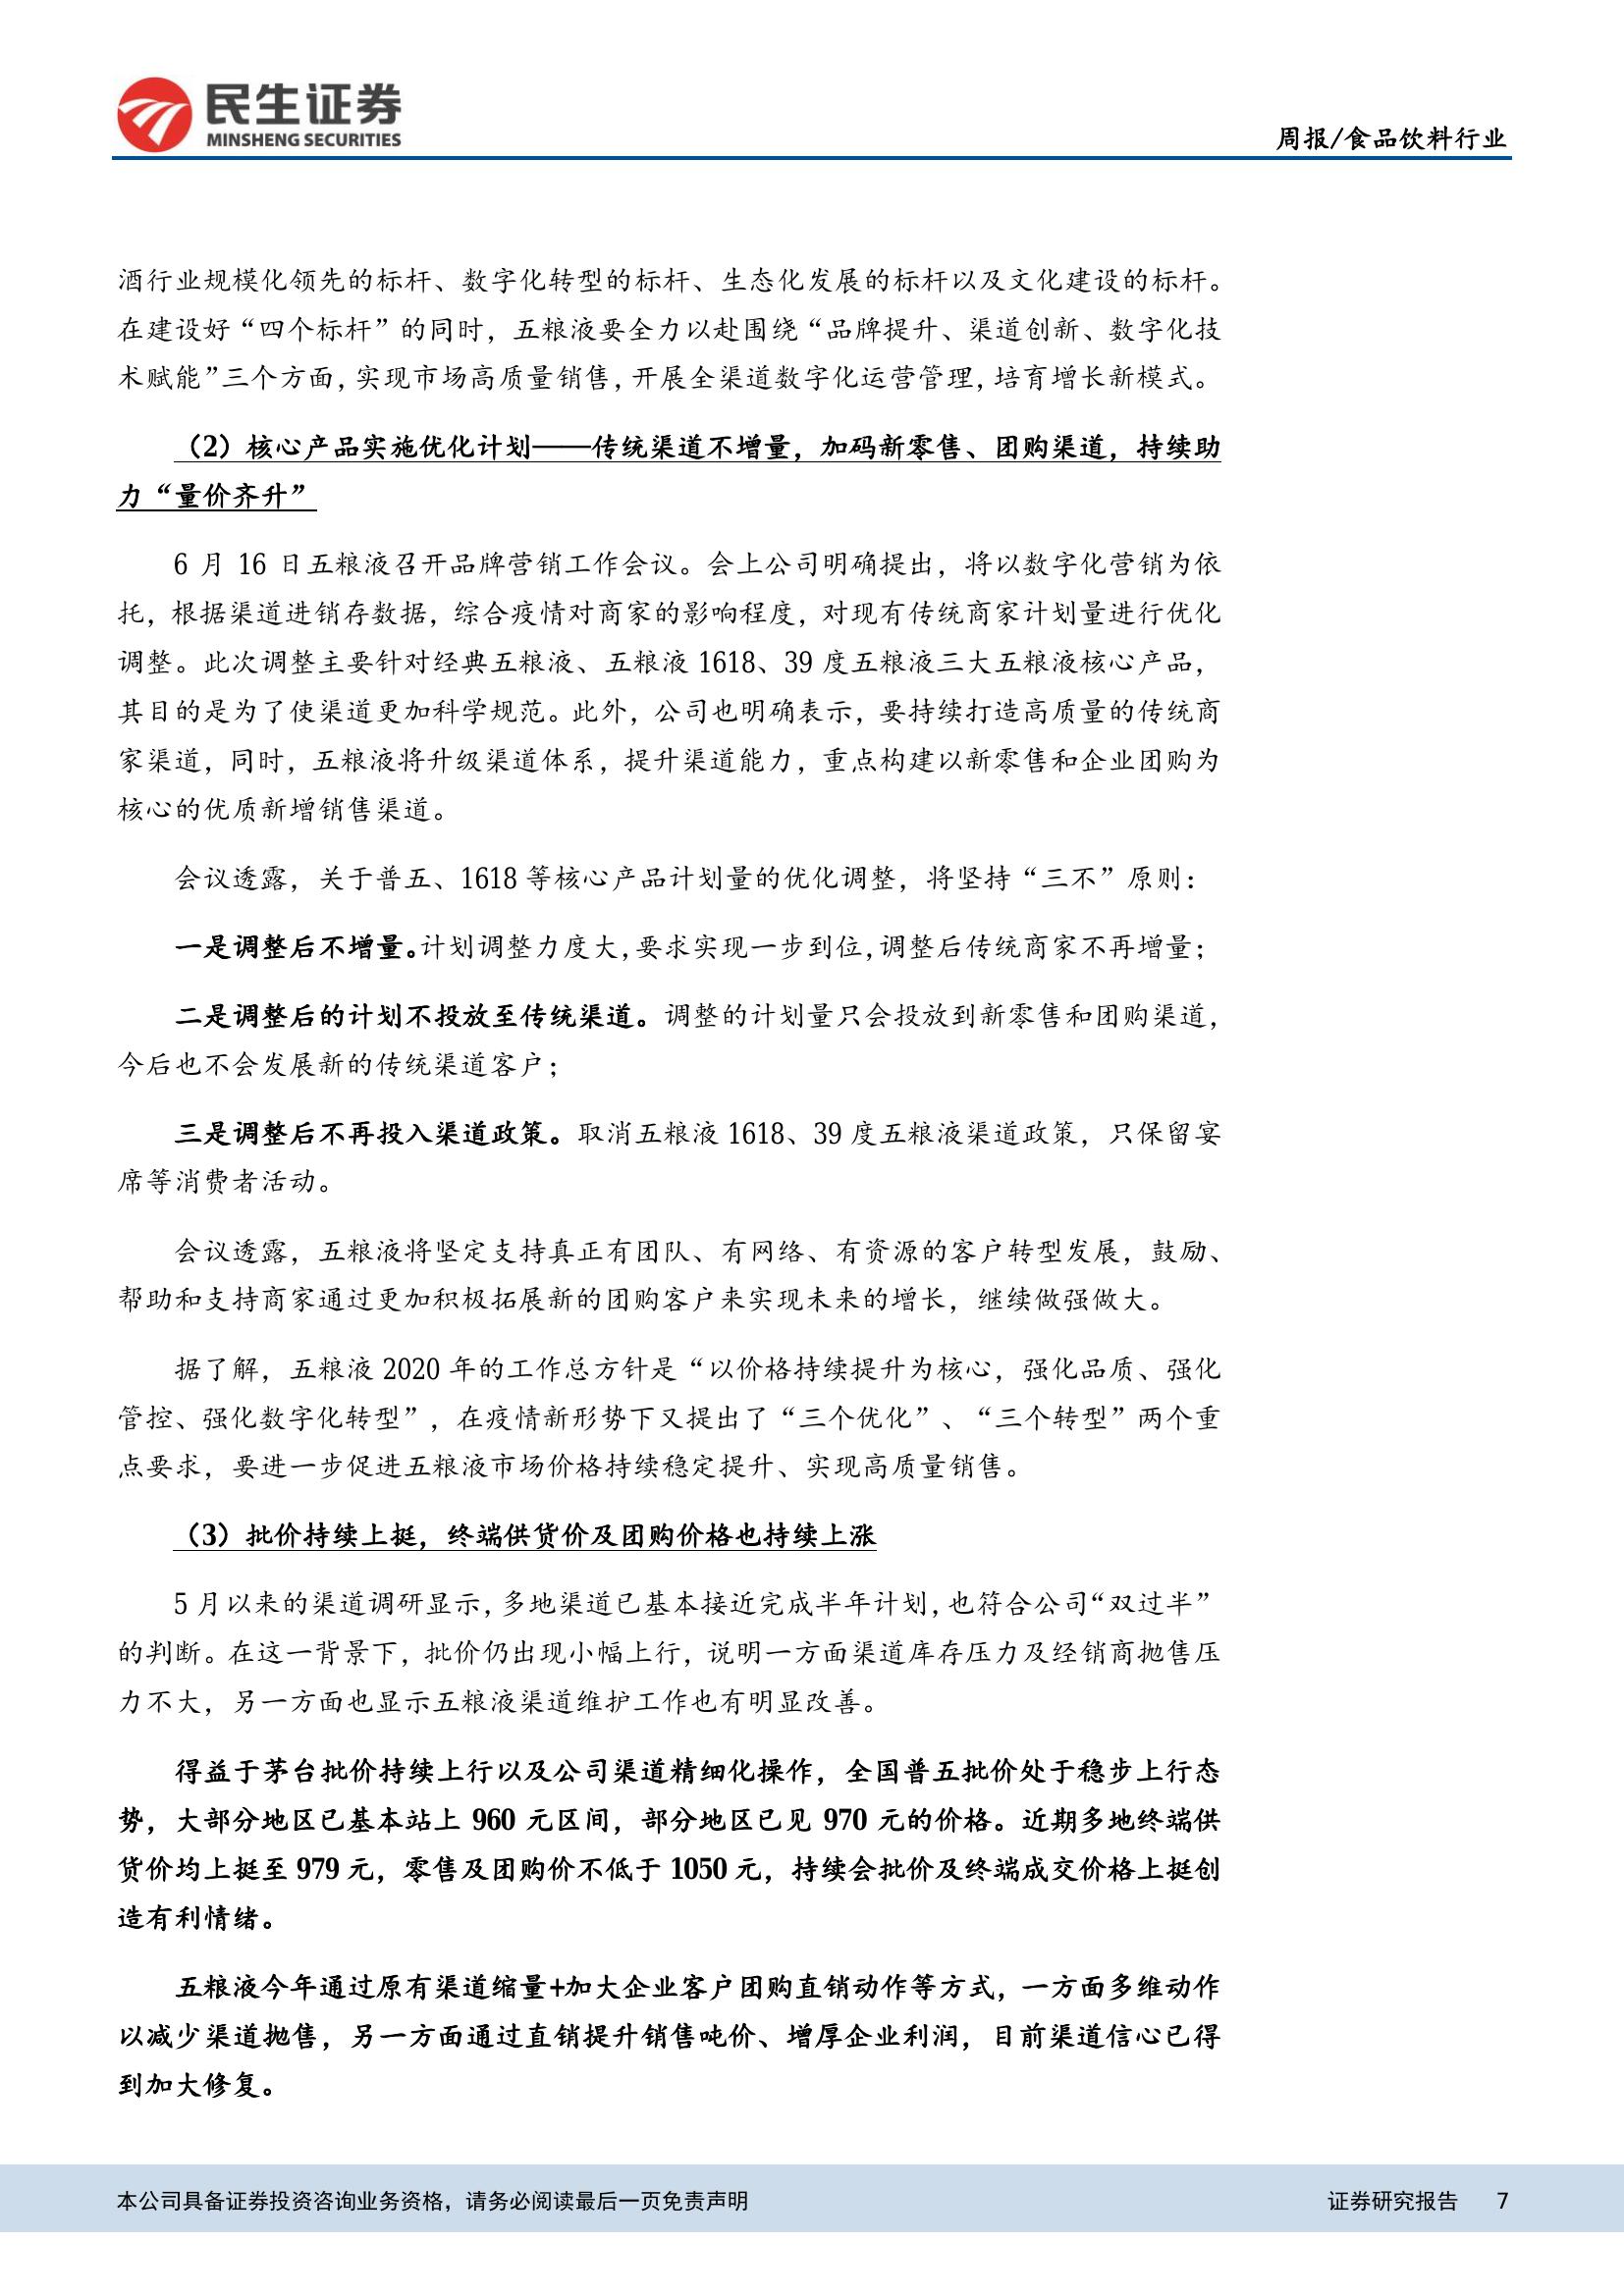 民生证券
MINSHENG SECURITIES
周报/食品饮料行业
酒行业规模化领先的标杆、数字化转型的标杆、生态化发展的标杆以及文化建设的标杆。
在建设好“四个标杆”的同时，五粮液要全力以赴围绕“品牌提升、渠道创新、数字化技
术赋能”三个方面，实现市场高质量销售，开展全渠道数字化运营管理，培育增长新模式。
（2）核心产品实施优化计划——传统渠道不增量，加码新零售、团购渠道，持续助
力“量价齐升”
6 月 16 日五粮液召开品牌营销工作会议。会上公司明确提出，将以数字化营销为依
托，根据渠道进销存数据，综合疫情对商家的影响程度，对现有传统商家计划量进行优化
调整。此次调整主要针对经典五粮液、五粮液 1618、39 度五粮液三大五粮液核心产品，
其目的是为了使渠道更加科学规范。此外，公司也明确表示，要持续打造高质量的传统商
家渠道，同时，五粮液将升级渠道体系，提升渠道能力，重点构建以新零售和企业团购为
核心的优质新增销售渠道。
会议透露，关于普五、1618 等核心产品计划量的优化调整，将坚持“三不”原则：
一是调整后不增量。计划调整力度大，要求实现一步到位，调整后传统商家不再增量；
二是调整后的计划不投放至传统渠道。调整的计划量只会投放到新零售和团购渠道，
今后也不会发展新的传统渠道客户；
三是调整后不再投入渠道政策。取消五粮液 1618、39 度五粮液渠道政策，只保留宴
席等消费者活动。
会议透露，五粮液将坚定支持真正有团队、有网络、有资源的客户转型发展，鼓励、
帮助和支持商家通过更加积极拓展新的团购客户来实现未来的增长，继续做强做大。
据了解，五粮液 2020 年的工作总方针是“以价格持续提升为核心，强化品质、强化
管控、强化数字化转型”，在疫情新形势下又提出了“三个优化”、“三个转型”两个重
点要求，要进一步促进五粮液市场价格持续稳定提升、实现高质量销售。
（3）批价持续上挺，终端供货价及团购价格也持续上涨
5 月以来的渠道调研显示，多地渠道已基本接近完成半年计划，也符合公司“双过半”
的判断。在这一背景下，批价仍出现小幅上行，说明一方面渠道库存压力及经销商抛售压
力不大，另一方面也显示五粮液渠道维护工作也有明显改善。
得益于茅台批价持续上行以及公司渠道精细化操作，全国普五批价处于稳步上行态
势，大部分地区已基本站上 960 元区间，部分地区已见 970 元的价格。近期多地终端供
货价均上挺至 979 元，零售及团购价不低于 1050 元，持续会批价及终端成交价格上挺创
造有利情绪。
五粮液今年通过原有渠道缩量+加大企业客户团购直销动作等方式，一方面多维动作
以减少渠道抛售，另一方面通过直销提升销售吨价、增厚企业利润，目前渠道信心已得
到加大修复。
本公司具备证券投资咨询业务资格，请务必阅读最后一页免责声明
证券研究报告 7